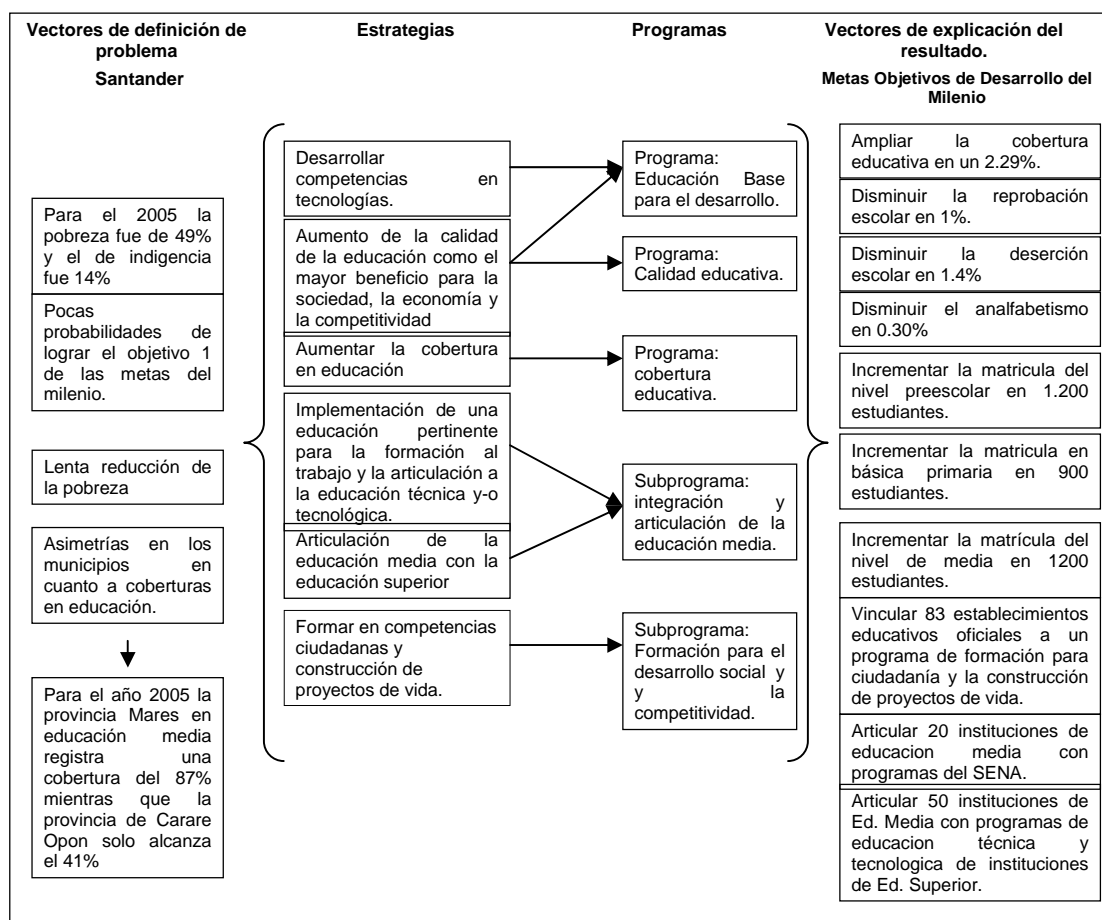 Vectores de definición de
problema
Santander
Para el 2005 la
pobreza fue de 49%
y el de indigencia
fue 14%
Pocas
probabilidades de
lograr el objetivo 1
de las metas del
milenio.
Lenta reducción de
la pobreza
Asimetrías en los
municipios en
cuanto a coberturas
en educación.
Para el año 2005 la
provincia Mares en
educación media
registra una
cobertura del 87%
mientras que la
provincia de Carare
Opon solo alcanza
el 41%
Estrategias
Desarrollar
competencias en
tecnologías.
Aumento de la calidad
de la educación como el
mayor beneficio para la
sociedad, la economía y
la competitividad
Aumentar la cobertura
en educación
Implementación de una
educación pertinente
para la formación al
trabajo y la articulación a
la educación técnica y-o
tecnológica.
Articulación de la
educación media con la
educación superior
Formar en competencias
ciudadanas y
construcción de
proyectos de vida.
Programas
Programa:
Educación Base
para el desarrollo.
Programa:
Calidad educativa.
Programa:
cobertura
educativa.
Subprograma:
integración y
articulación de la
educación media.
Subprograma:
Formación para el
desarrollo social y
y la
competitividad.
Vectores de explicación del
resultado.
Metas Objetivos de Desarrollo del
Milenio
Ampliar la cobertura
educativa en un 2.29%.
Disminuir la reprobación
escolar en 1%.
Disminuir la deserción
escolar en 1.4%
Disminuir el analfabetismo
en 0.30%
Incrementar la matricula del
nivel preescolar en 1.200
estudiantes.
Incrementar la matricula en
básica primaria en 900
estudiantes.
Incrementar la matrícula del
nivel de media en 1200
estudiantes.
Vincular 83 establecimientos
educativos oficiales a un
programa de formación para
ciudadanía y la construcción
de proyectos de vida.
Articular 20 instituciones de
educacion media con
programas del SENA.
Articular 50 instituciones de
Ed. Media con programas de
educacion técnica y
tecnologica de instituciones
de Ed. Superior.